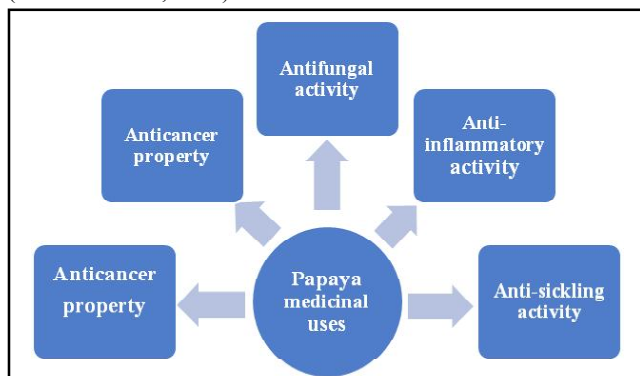 Antifungal
activity
Anticancer
property
Anti-
inflammatory
activity
Anticancer
property
Papaya
medicinal
uses
Anti-sickling
activity